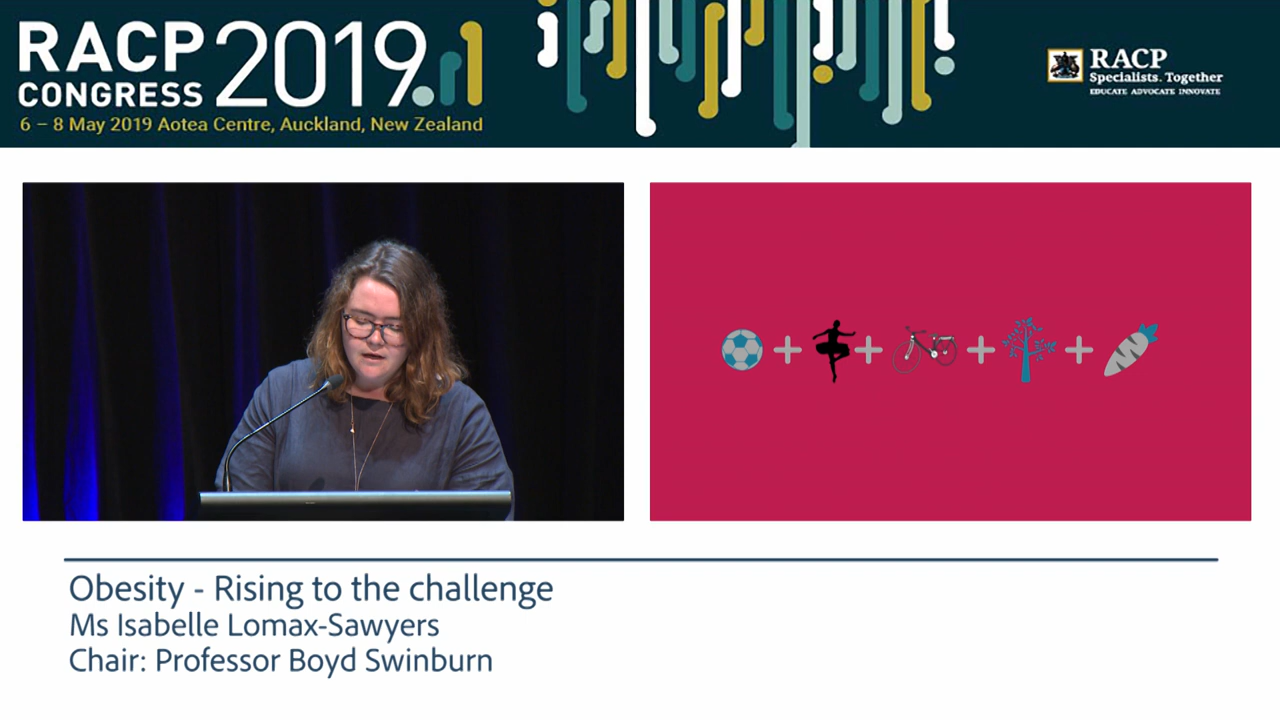 RACP
CONGRESS 2019
6 – 8 May 2019 Aotea Centre, Auckland, New Zealand
RACP
Specialists. Together
EDUCATE ADVOCATE INNOVATE
Obesity - Rising to the challenge
Ms Isabelle Lomax-Sawyers
Chair: Professor Boyd Swinburn